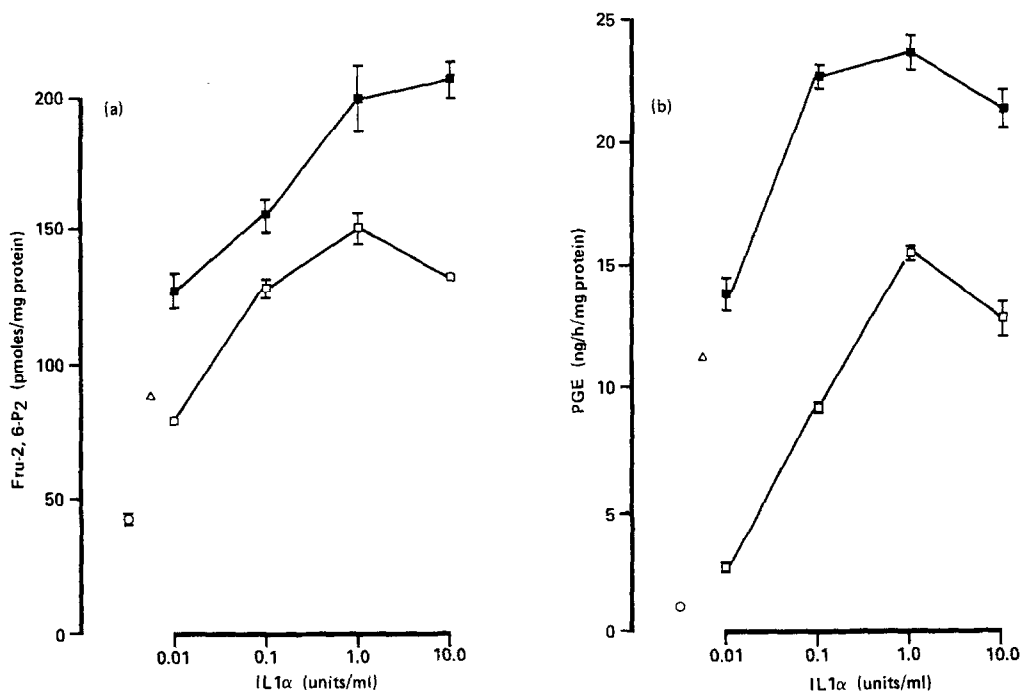 (a)
200
150
100
50
0
Fru-2, 6-P2 (pmoles/mg protein)
0.01 0.1 1.0 10.0
IL1α (units/ml)
(b)
25
20
15
10
5
0
PGE (ng/h/mg protein)
0.01 0.1 1.0 10.0
IL1α (units/ml)